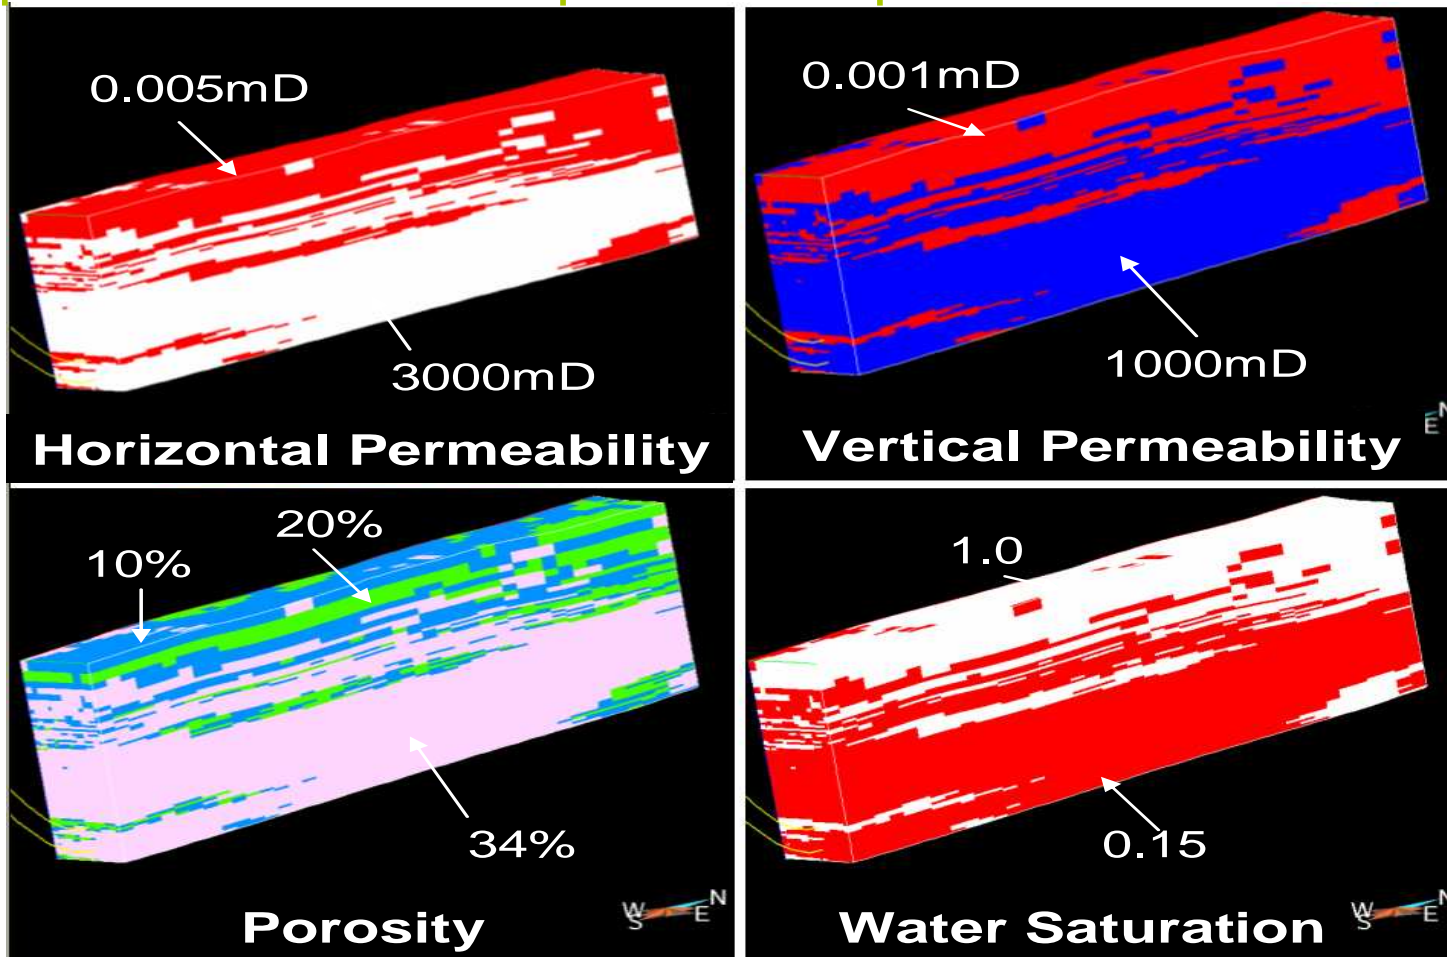 0.005mD
3000mD
Horizontal Permeability
0.001mD
1000mD
N
E
Vertical Permeability
20%
10%
34%
W N
S E
Porosity
1.0
0.15
W N
S E
Water Saturation